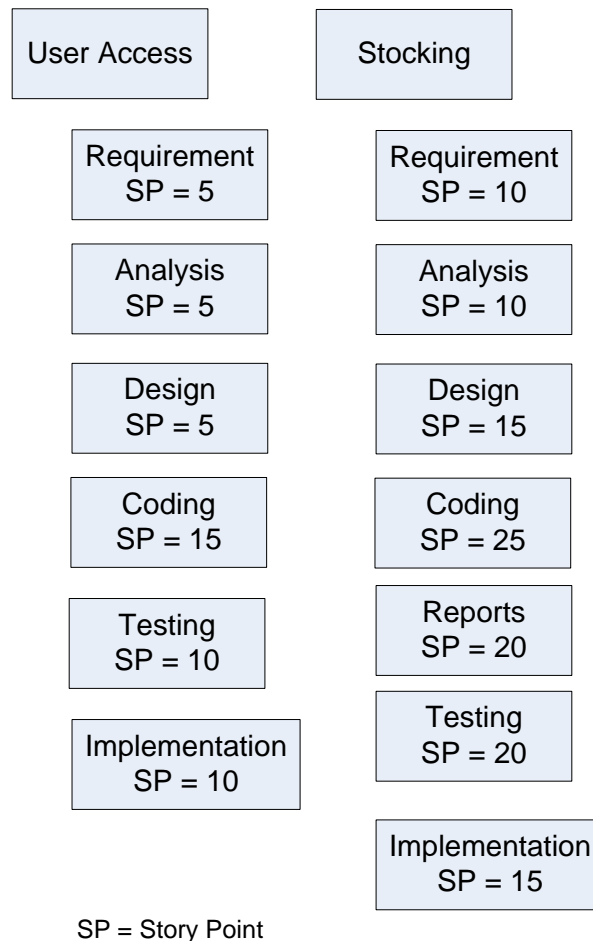 User Access
Requirement
SP = 5
Analysis
SP = 5
Design
SP = 5
Coding
SP = 15
Testing
SP = 10
Implementation
SP = 10
Stocking
Requirement
SP = 10
Analysis
SP = 10
Design
SP = 15
Coding
SP = 25
Reports
SP = 20
Testing
SP = 20
Implementation
SP = 15
SP = Story Point